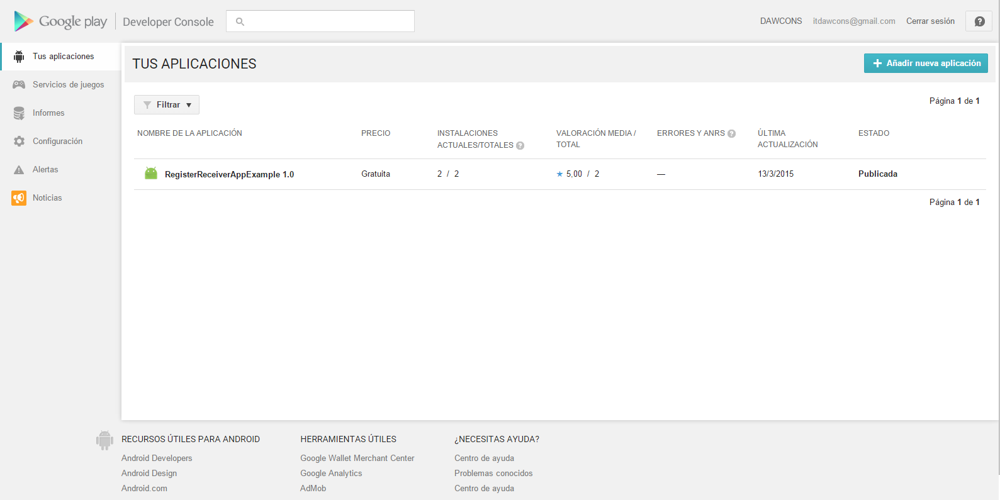 Google play Developer Console
DAWCONS itdawcons@gmail.com Cerrar sesión
Tus aplicaciones
Servicios de juegos
Informes
Configuración
Alertas
Noticias
TUS APLICACIONES
Añadir nueva aplicación
Filtrar
Página 1 de 1
NOMBRE DE LA APLICACIÓN
PRECIO
INSTALACIONES
ACTUALES/TOTALES ?
VALORACIÓN MEDIA /
TOTAL
ERRORES Y ANRS ?
ÚLTIMA
ACTUALIZACIÓN
ESTADO
RegisterReceiverAppExample 1.0 Gratuita 2 / 2 ★ 5,00 / 2 — 13/3/2015 Publicada
Página 1 de 1
RECURSOS ÚTILES PARA ANDROID
Android Developers
Android Design
Android.com
HERRAMIENTAS ÚTILES
Google Wallet Merchant Center
Google Analytics
AdMob
¿NECESITAS AYUDA?
Centro de ayuda
Problemas conocidos
Centro de ayuda